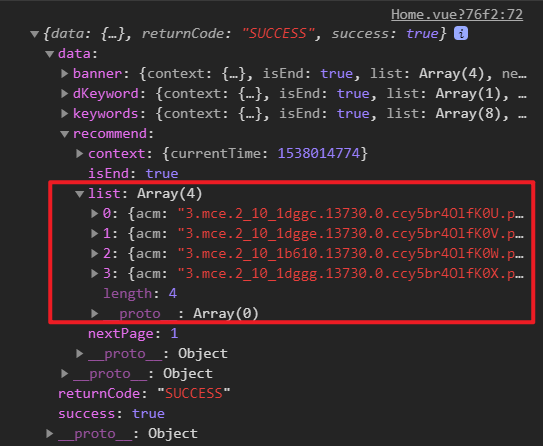 Home.vue?76f2:72
{data: {…}, returnCode: "SUCCESS", success: true} i
data:
banner: {context: {…}, isEnd: true, list: Array(4), ne…
dKeyword: {context: {…}, isEnd: true, list: Array(1), …
keywords: {context: {…}, isEnd: true, list: Array(8), …
recommend:
context: {currentTime: 1538014774}
isEnd: true
list: Array(4)
0: {acm: "3.mce.2_10_1dggc.13730.0.ccy5br4OlfK0U.p…
1: {acm: "3.mce.2_10_1dgge.13730.0.ccy5br4OlfK0V.p…
2: {acm: "3.mce.2_10_1b610.13730.0.ccy5br4OlfK0W.p…
3: {acm: "3.mce.2_10_1dggg.13730.0.ccy5br4OlfK0X.p…
length: 4
__proto__: Array(0)
nextPage: 1
__proto__: Object
__proto__: Object
returnCode: "SUCCESS"
success: true
__proto__: Object